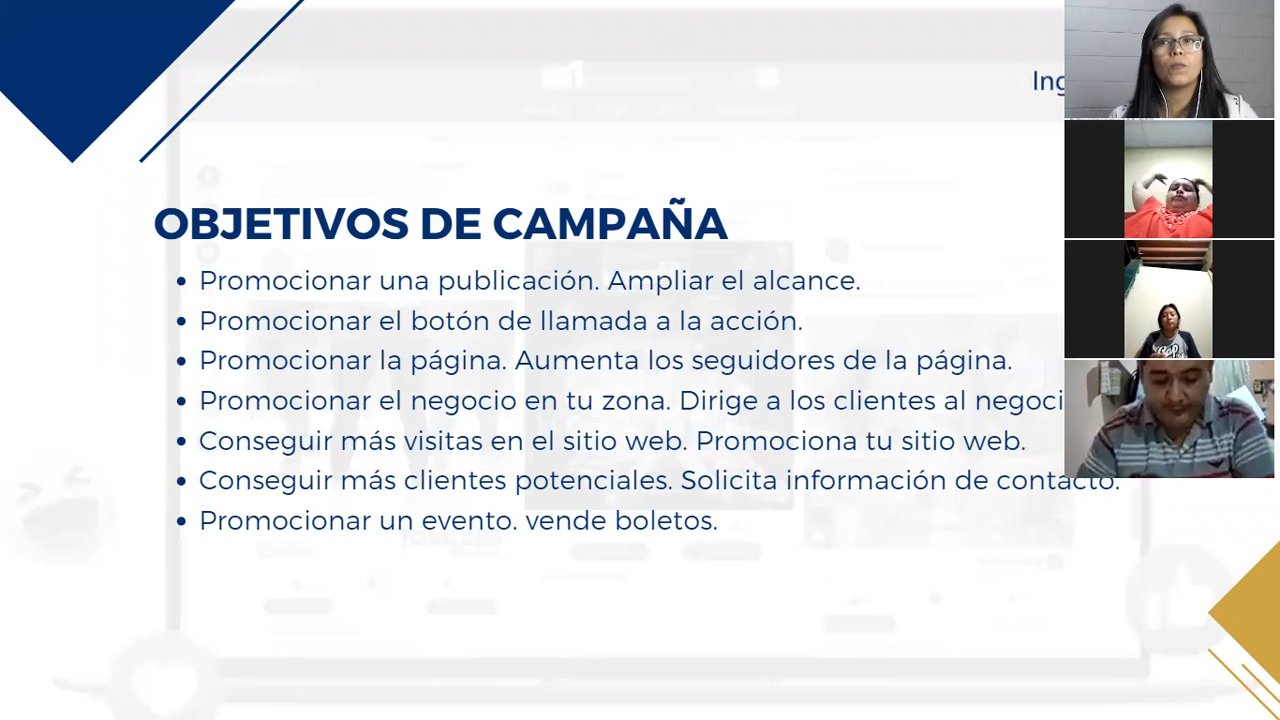 Ing
OBJETIVOS DE CAMPAÑA
• Promocionar una publicación. Ampliar el alcance.
• Promocionar el botón de llamada a la acción.
• Promocionar la página. Aumenta los seguidores de la página.
• Promocionar el negocio en tu zona. Dirige a los clientes al negoci
• Conseguir más visitas en el sitio web. Promociona tu sitio web.
• Conseguir más clientes potenciales. Solicita información de contacto.
• Promocionar un evento. vende boletos.